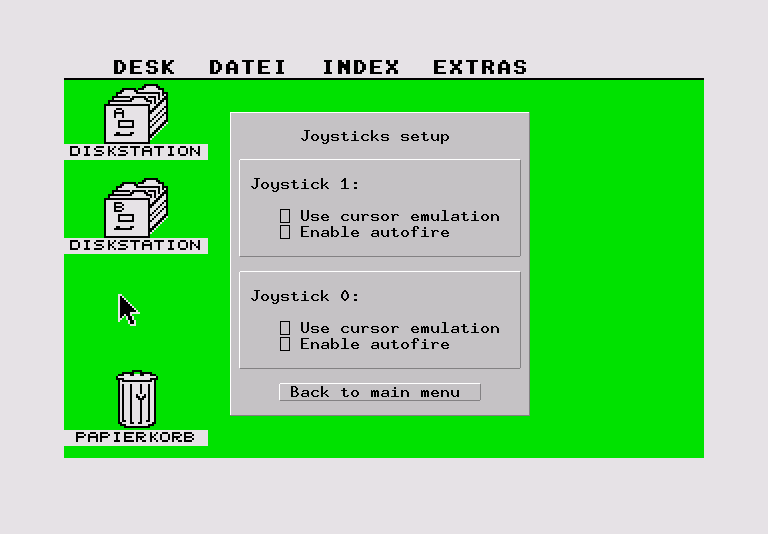 DESK DATEI INDEX EXTRAS
A
DISKSTATION
B
DISKSTATION
PAPIERKORB
Joysticks setup
Joystick 1:
Use cursor emulation
Enable autofire
Joystick 0:
Use cursor emulation
Enable autofire
Back to main menu